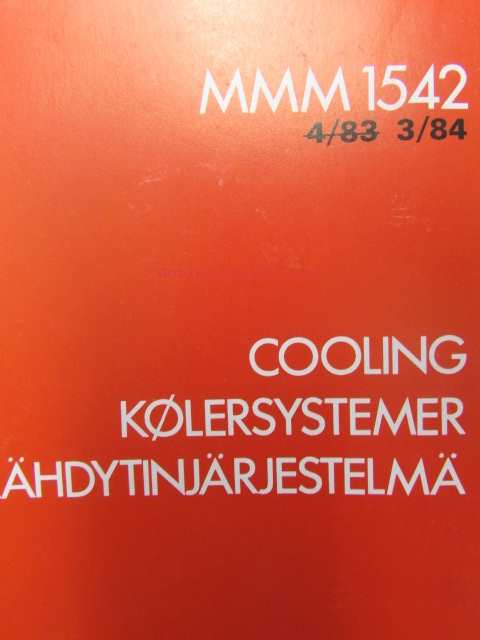 MMM 1542
4/83 3/84
COOLING
KØLERSYSTEMER
ÄHDYTINJÄRJESTELMÄ